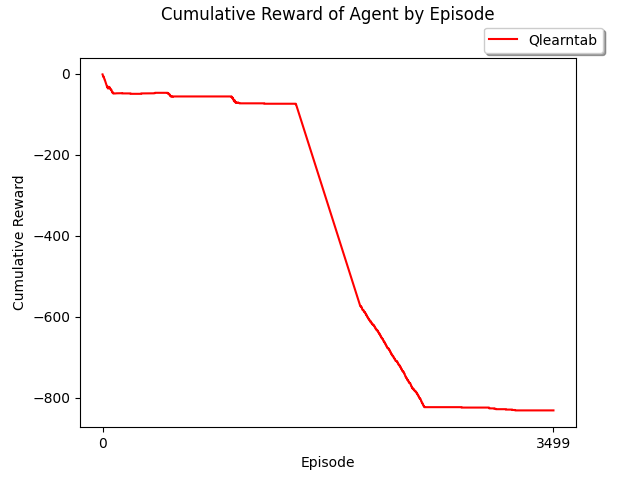 Cumulative Reward of Agent by Episode
Qlearntab
0
−200
−400
−600
−800
Cumulative Reward
0
3499
Episode